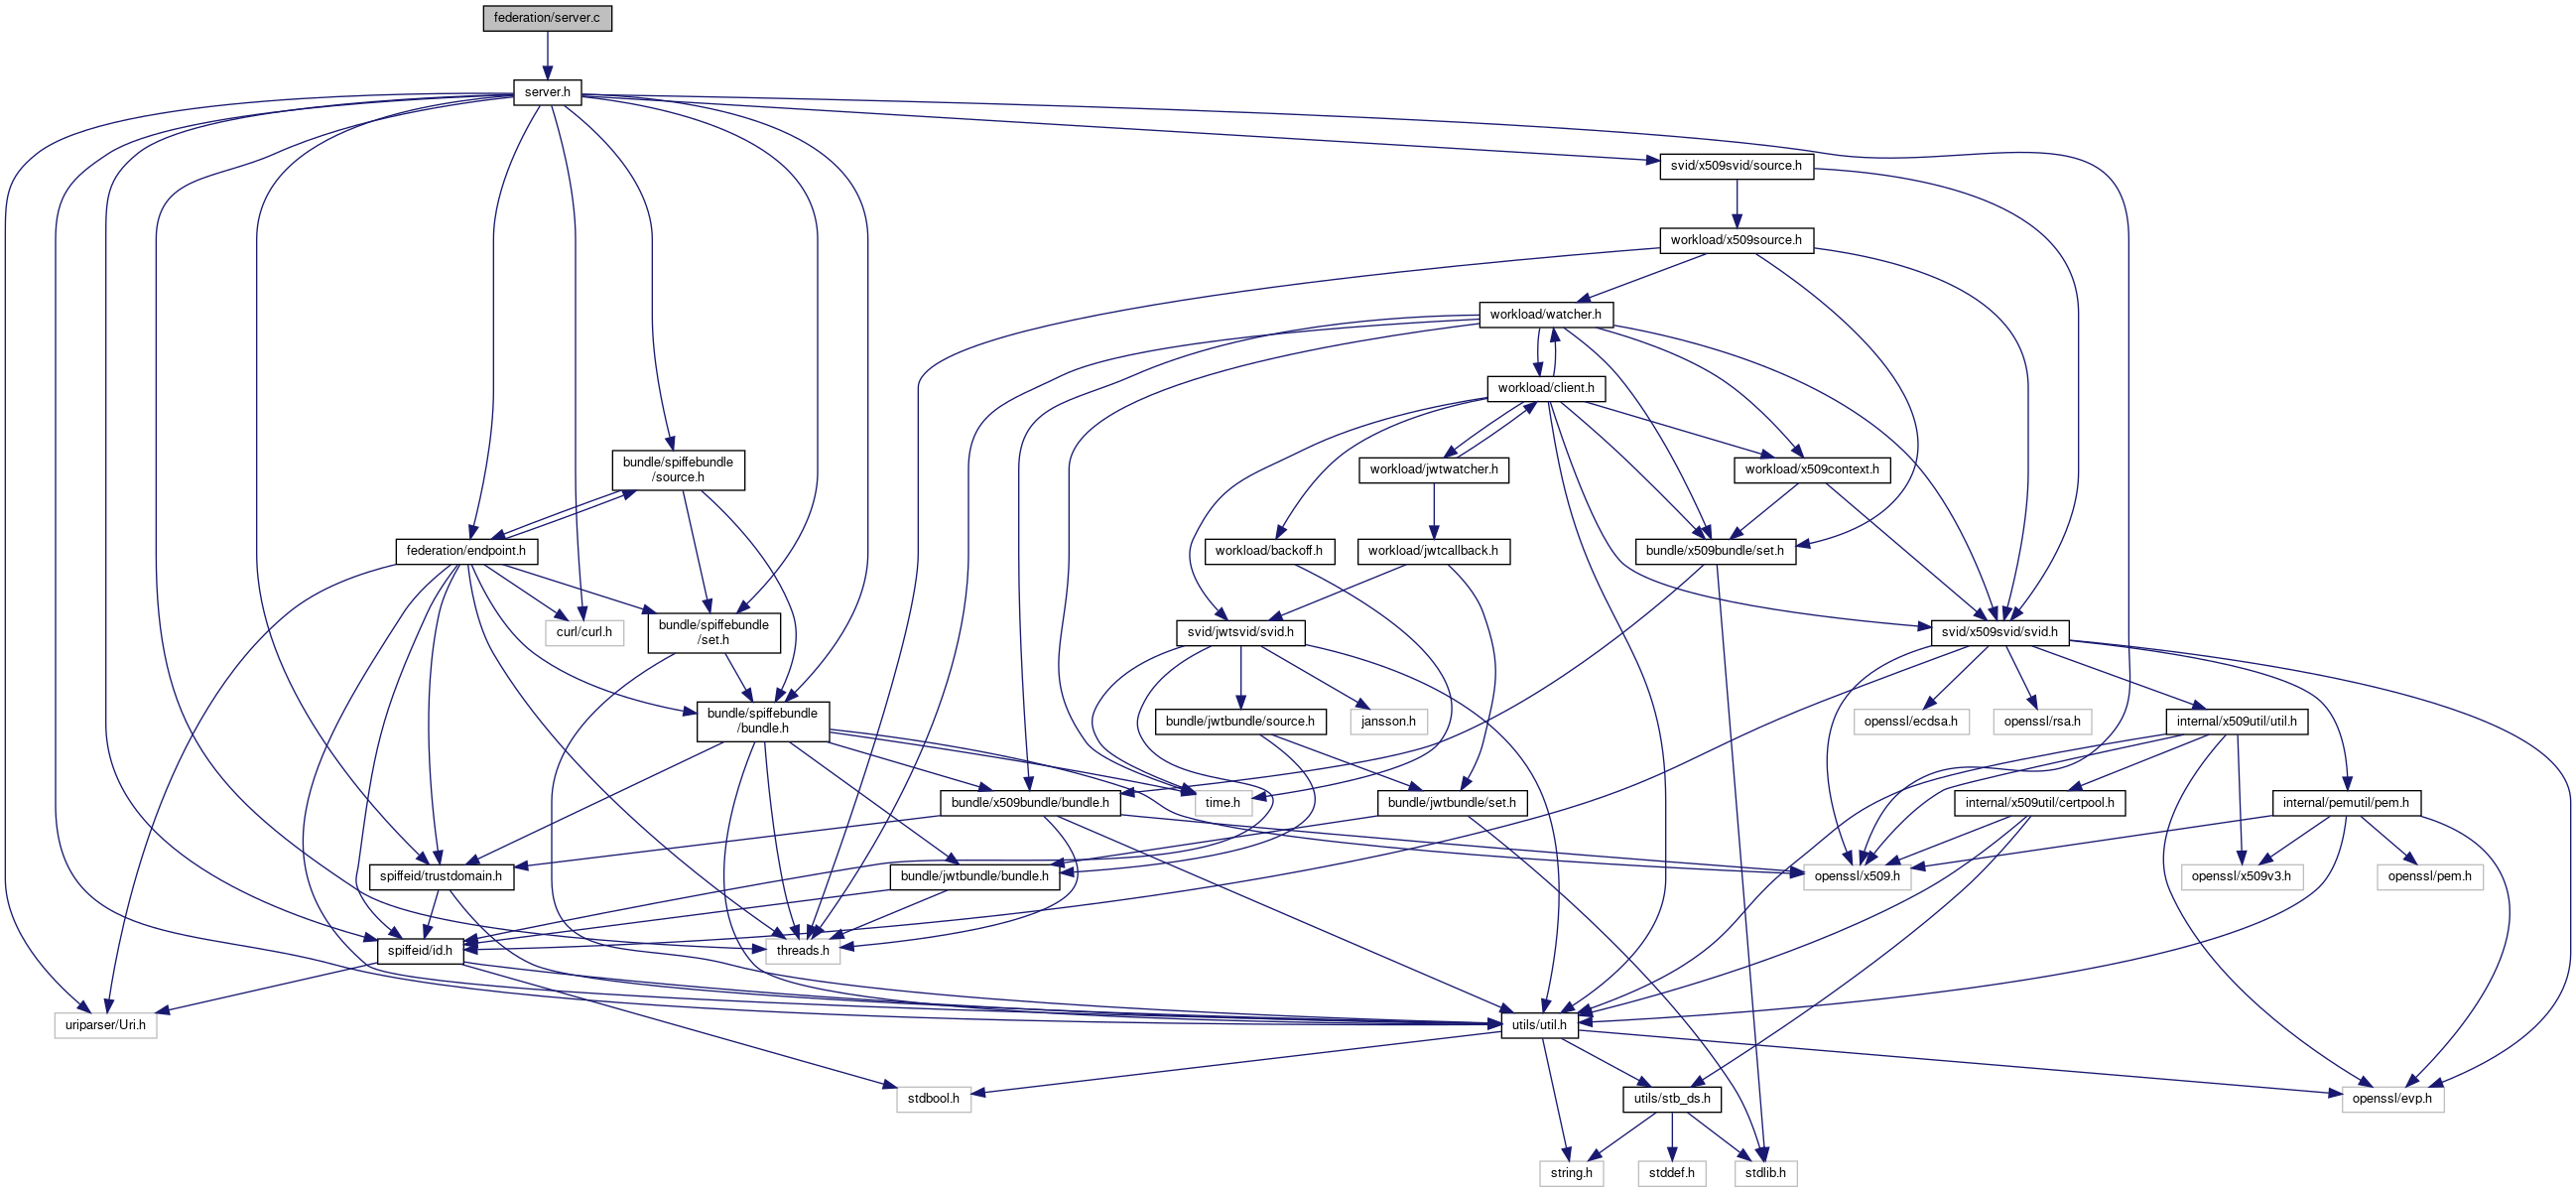 federation/server.c
server.h
svid/x509svid/source.h
workload/x509source.h
workload/watcher.h
workload/client.h
bundle/spiffebundle
/source.h
workload/jwtwatcher.h
workload/x509context.h
federation/endpoint.h
workload/backoff.h
workload/jwtcallback.h
bundle/x509bundle/set.h
curl/curl.h
bundle/spiffebundle
/set.h
svid/jwtsvid/svid.h
svid/x509svid/svid.h
bundle/spiffebundle
/bundle.h
bundle/jwtbundle/source.h
jansson.h
openssl/ecdsa.h
openssl/rsa.h
internal/x509util/util.h
bundle/x509bundle/bundle.h
time.h
bundle/jwtbundle/set.h
internal/x509util/certpool.h
internal/pemutil/pem.h
spiffeid/trustdomain.h
bundle/jwtbundle/bundle.h
openssl/x509.h
openssl/x509v3.h
openssl/pem.h
spiffeid/id.h
threads.h
uriparser/Uri.h
utils/util.h
stdbool.h
utils/stb_ds.h
openssl/evp.h
string.h
stddef.h
stdlib.h